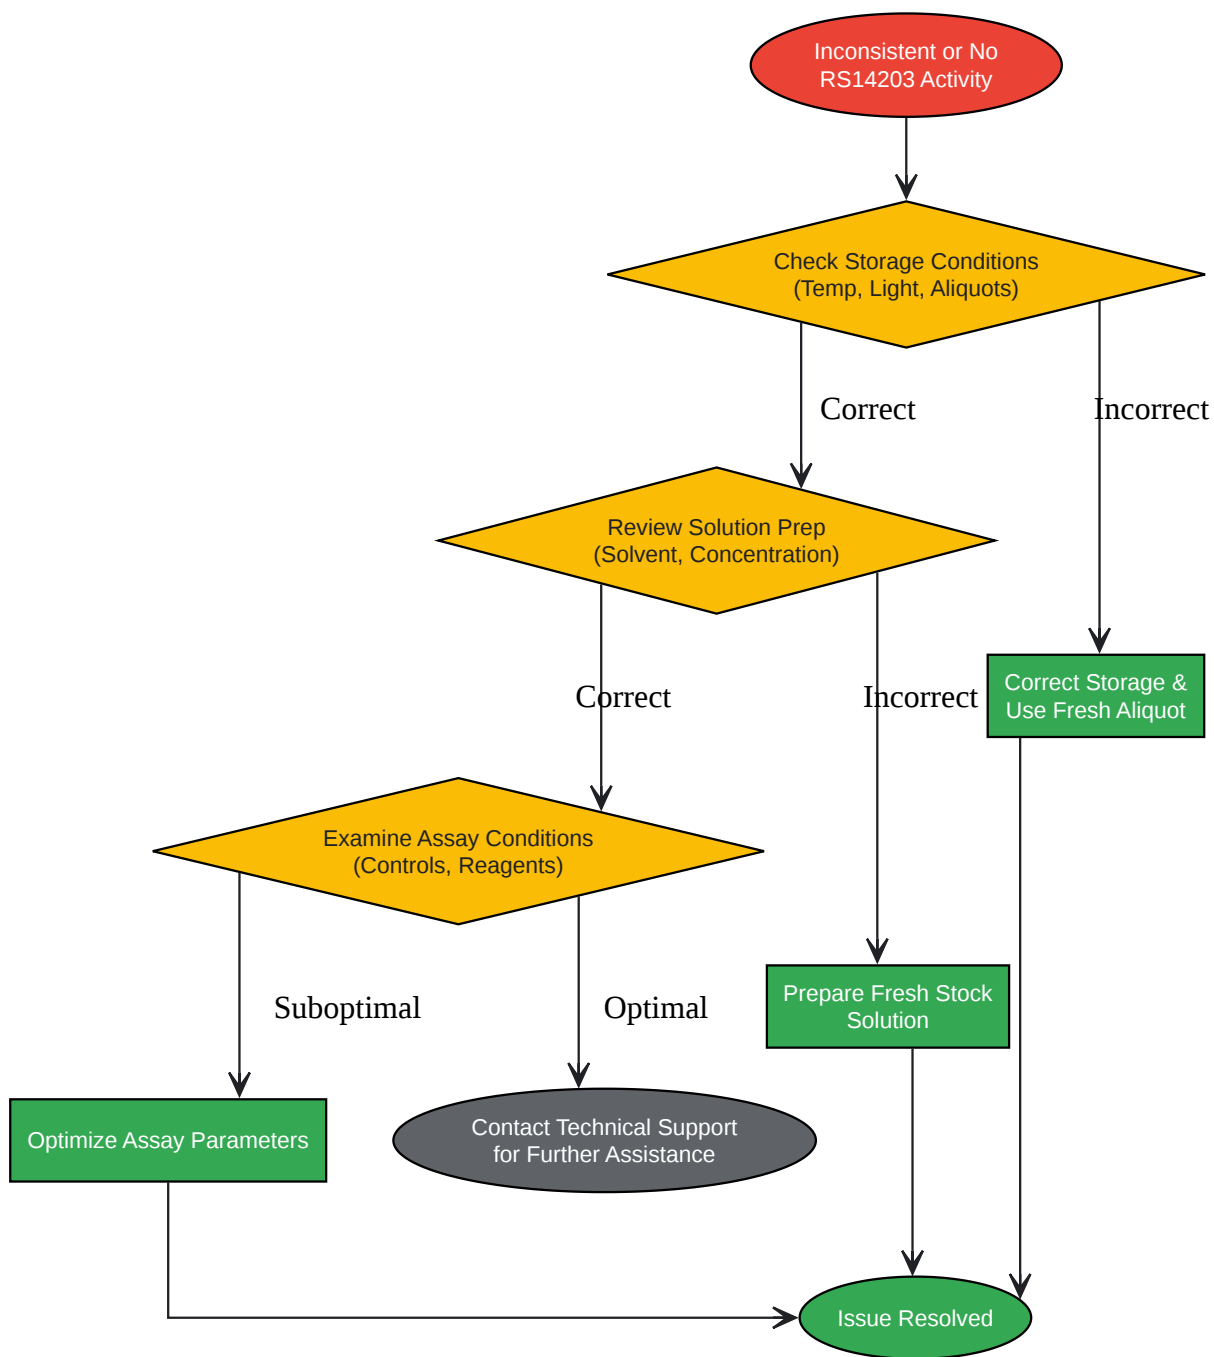 Inconsistent or No
RS14203 Activity
Check Storage Conditions
(Temp, Light, Aliquots)
Correct
Incorrect
Review Solution Prep
(Solvent, Concentration)
Correct
Incorrect
Correct Storage &
Use Fresh Aliquot
Examine Assay Conditions
(Controls, Reagents)
Suboptimal
Optimal
Prepare Fresh Stock
Solution
Optimize Assay Parameters
Contact Technical Support
for Further Assistance
Issue Resolved